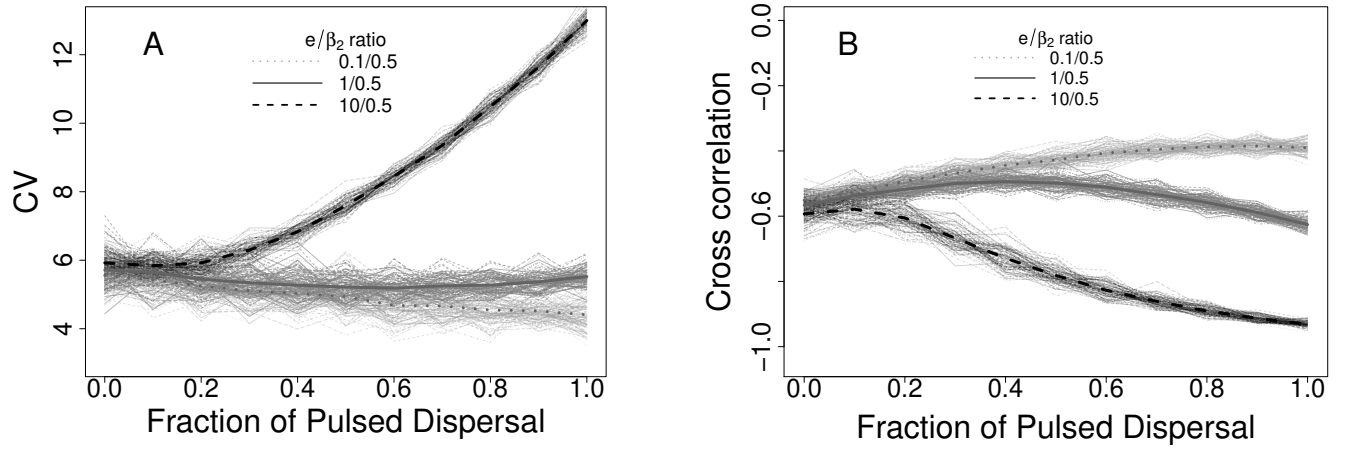 A
e/β₂ ratio
0.1/0.5
1/0.5
10/0.5
CV
12
10
8
6
4
0.0 0.2 0.4 0.6 0.8 1.0
Fraction of Pulsed Dispersal
B
e/β₂ ratio
0.1/0.5
1/0.5
10/0.5
Cross correlation
0.0
−0.2
−0.6
−1.0
0.0 0.2 0.4 0.6 0.8 1.0
Fraction of Pulsed Dispersal